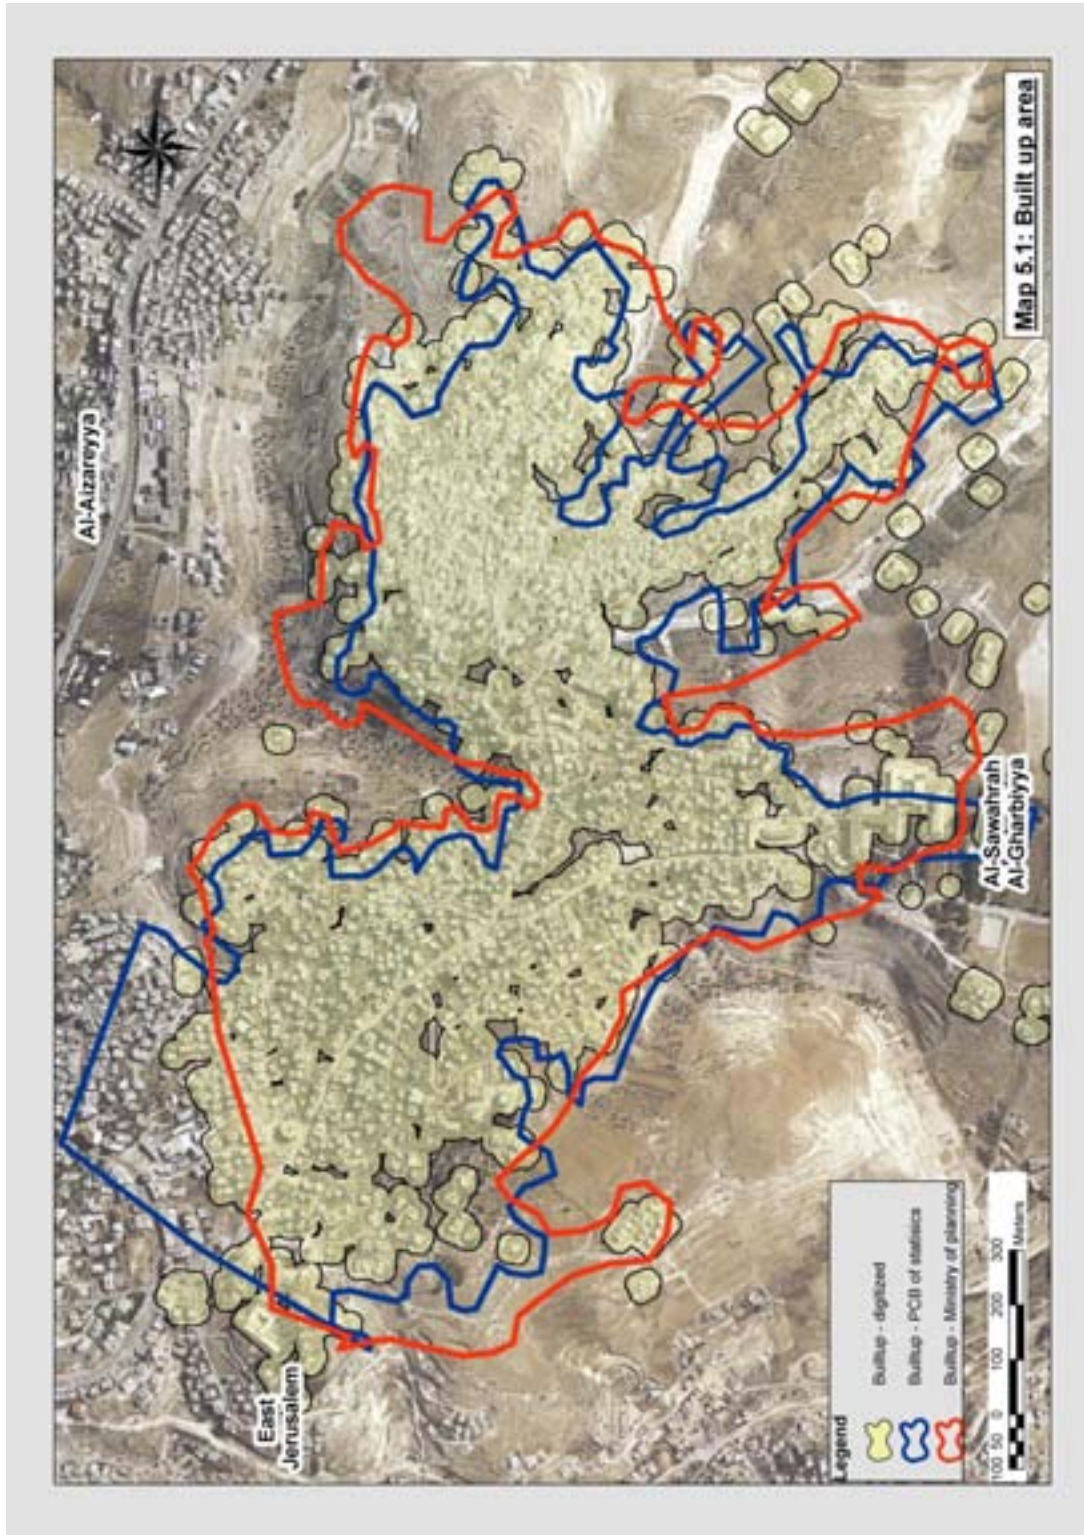 Map 5.1: Built up area
Al-Aizareyya
East
Jerusalem
Al-Sawahrah
Al-Gharbiyya
Legend
Builtup - digitized
Builtup - PCB of statisics
Builtup - Ministry of planning
100 50 0 100 200 300
Meters